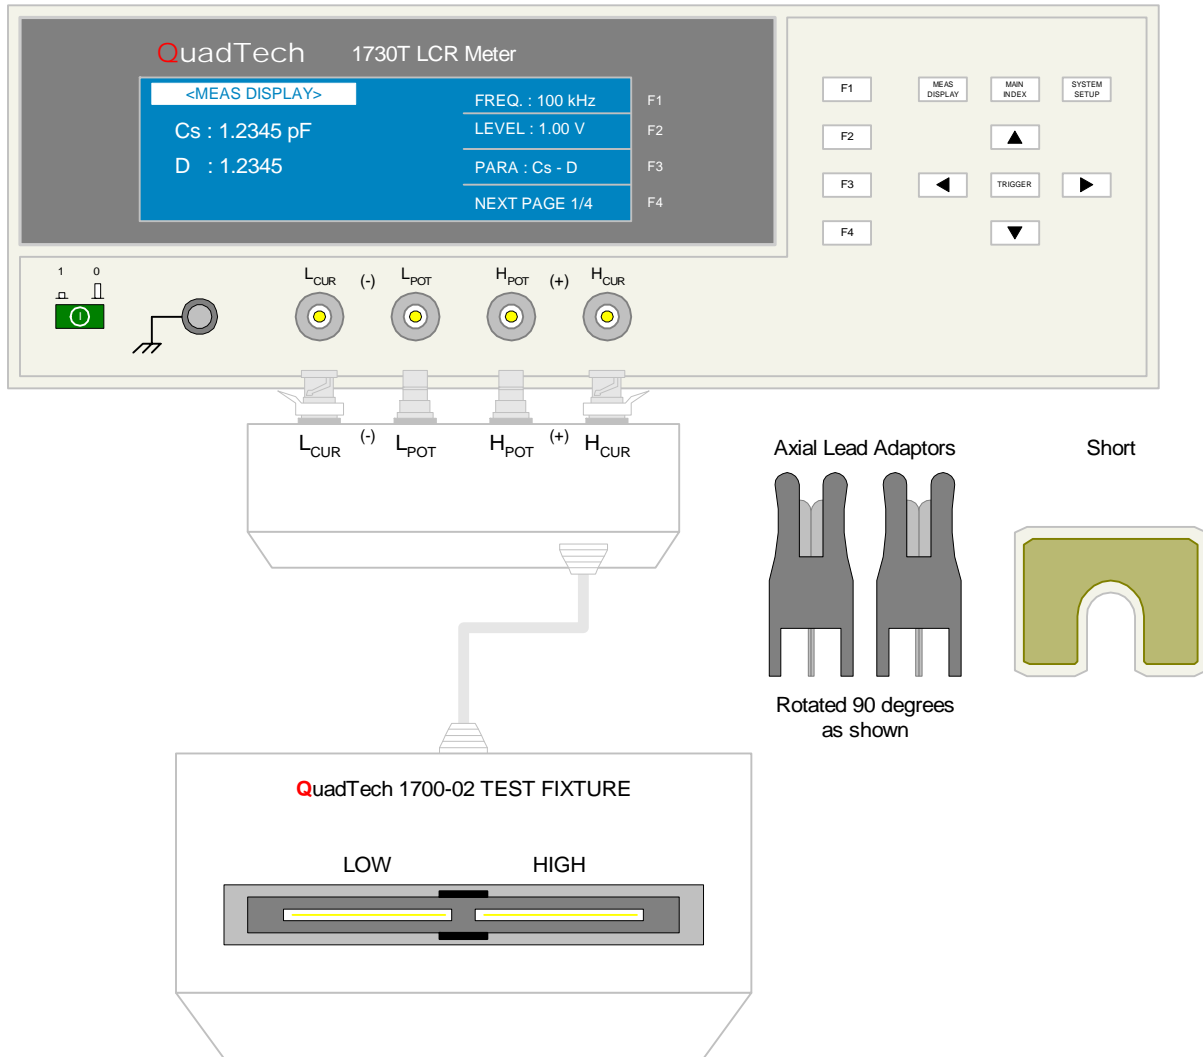 QuadTech 1730T LCR Meter
<MEAS DISPLAY>
Cs : 1.2345 pF
D : 1.2345
FREQ. : 100 kHz F1
LEVEL : 1.00 V F2
PARA : Cs - D F3
NEXT PAGE 1/4 F4
F1
F2
F3
F4
MEAS DISPLAY
MAIN INDEX
SYSTEM SETUP
TRIGGER
1 0
LCUR (-) LPOT HPOT (+) HCUR
LCUR (-) LPOT HPOT (+) HCUR
Axial Lead Adaptors
Short
Rotated 90 degrees
as shown
QuadTech 1700-02 TEST FIXTURE
LOW HIGH